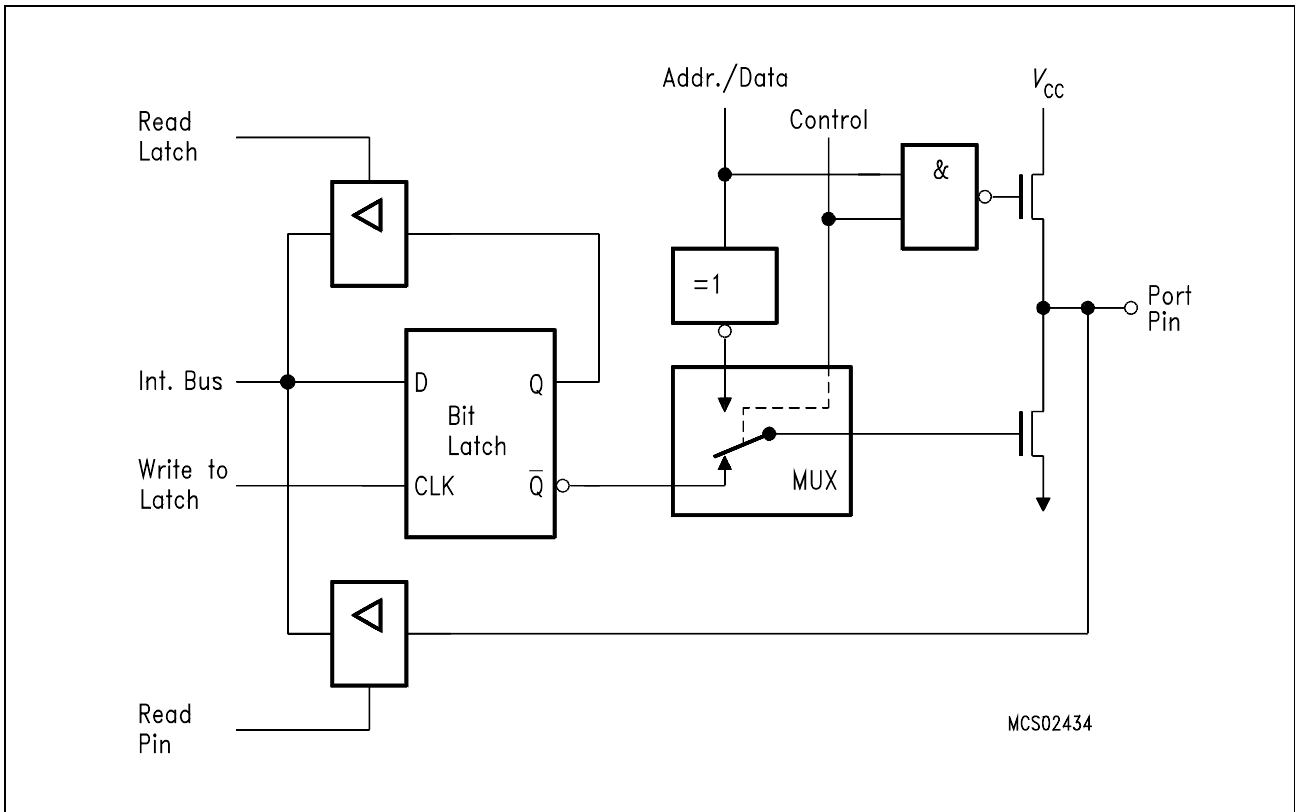 Addr./Data
V_CC
Control
Read
Latch
&
=1
Port
Pin
Int. Bus
D
Q
Bit
Latch
Write to
Latch
CLK
Q̅
MUX
Read
Pin
MCS02434